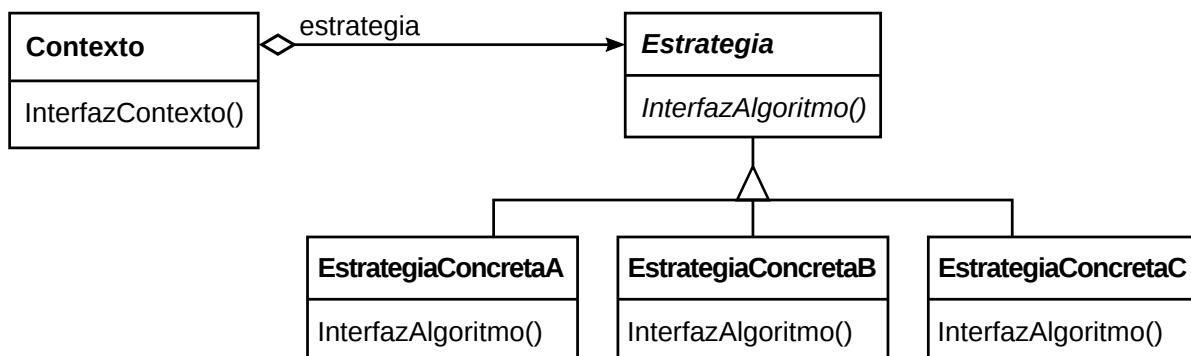 Contexto
InterfazContexto()
estrategia
Estrategia
InterfazAlgoritmo()
EstrategiaConcretaA
InterfazAlgoritmo()
EstrategiaConcretaB
InterfazAlgoritmo()
EstrategiaConcretaC
InterfazAlgoritmo()